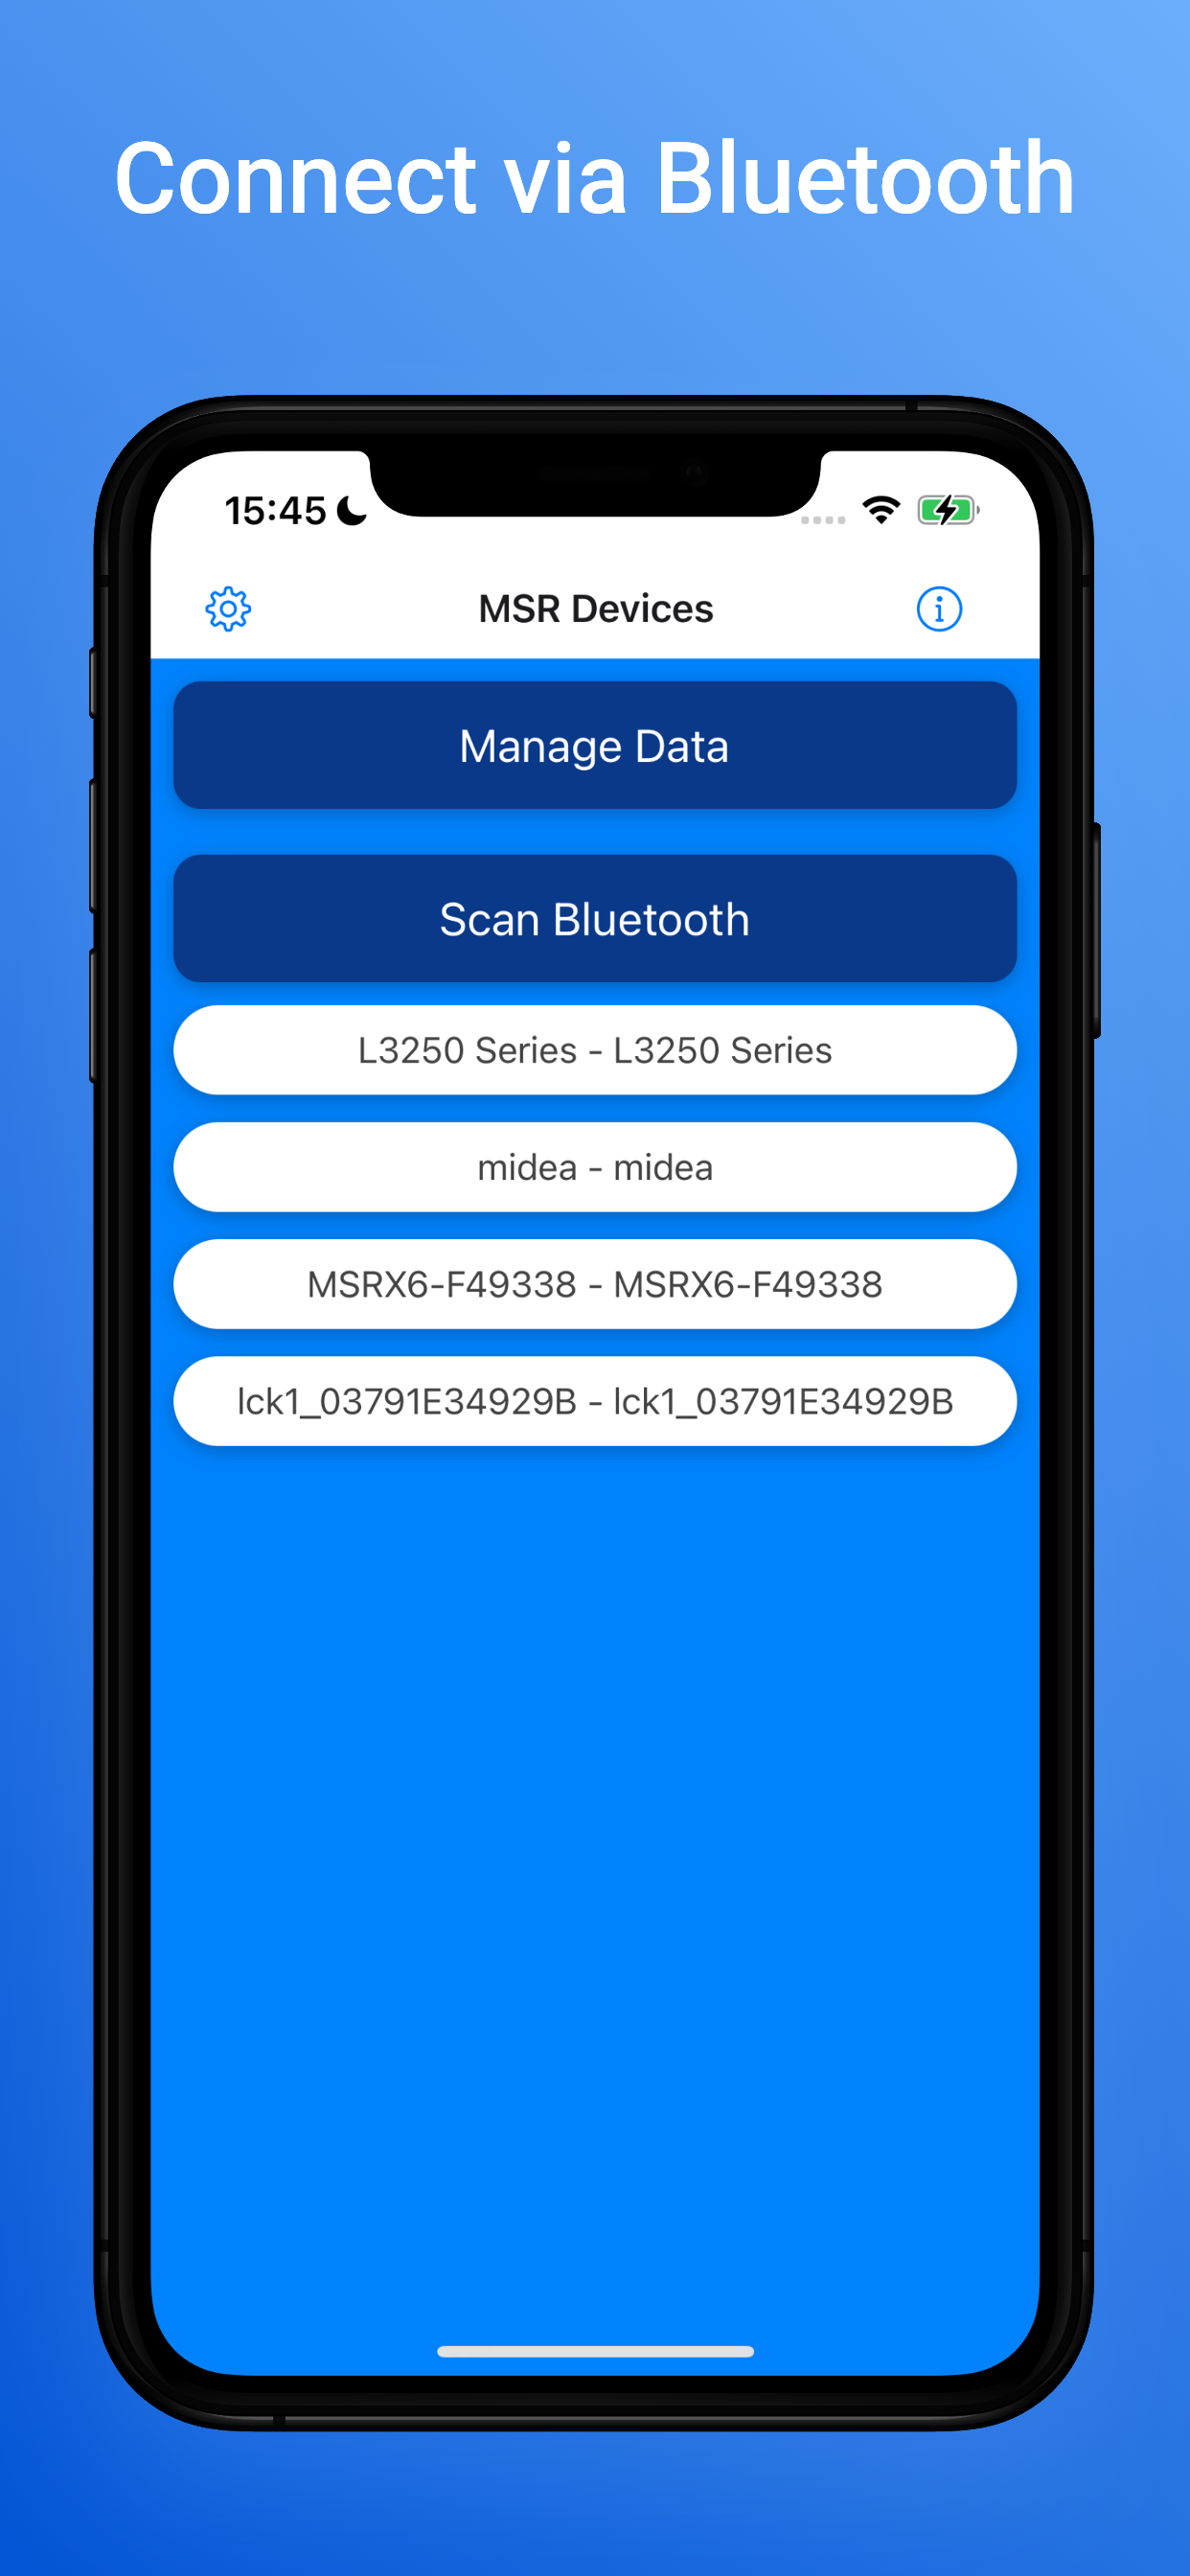 Connect via Bluetooth
15:45
MSR Devices
Manage Data
Scan Bluetooth
L3250 Series - L3250 Series
midea - midea
MSRX6-F49338 - MSRX6-F49338
lck1_03791E34929B - lck1_03791E34929B